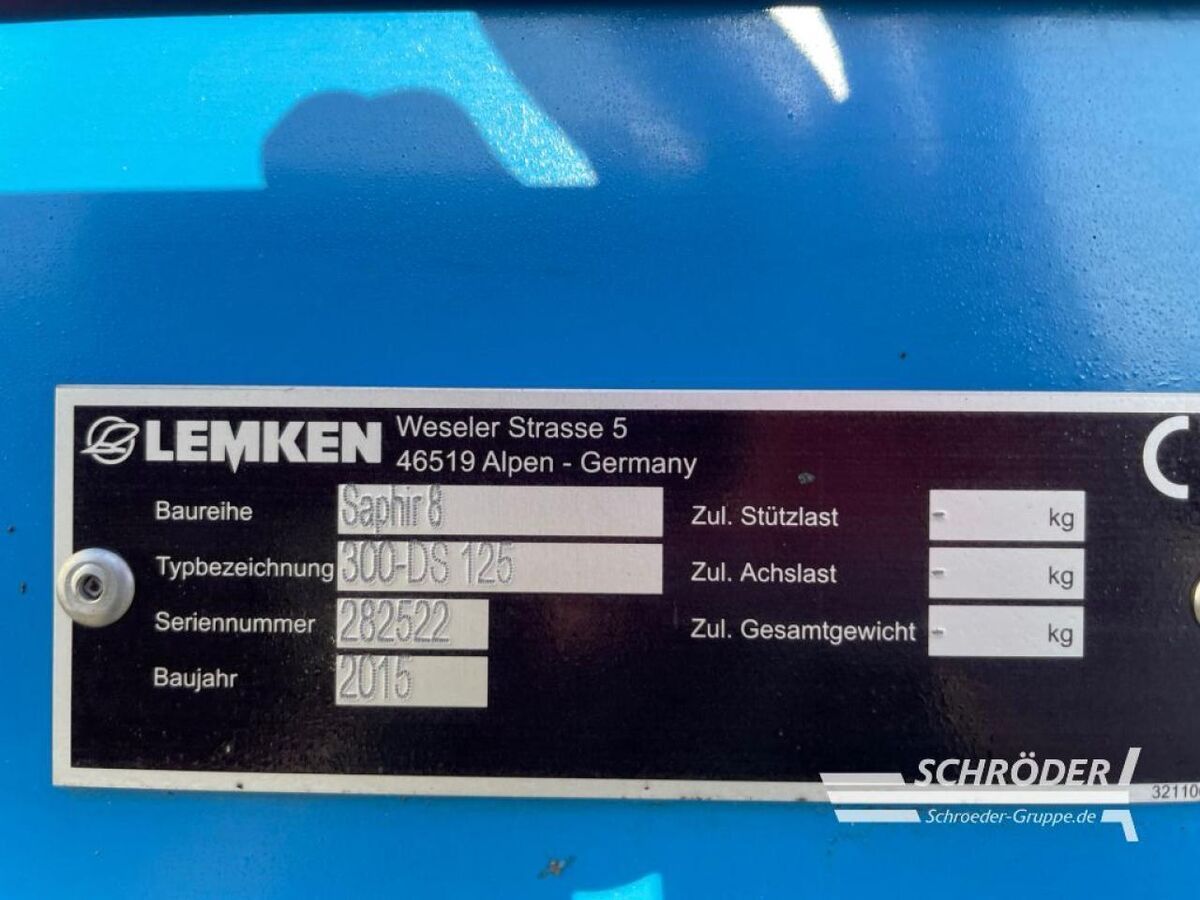 LEMKEN
Weseler Strasse 5
46519 Alpen - Germany
Baureihe Saphir 8
Typbezeichnung 300-DS 125
Seriennummer 282522
Baujahr 2015
Zul. Stützlast - kg
Zul. Achslast - kg
Zul. Gesamtgewicht - kg
SCHRÖDER
Schroeder-Gruppe.de